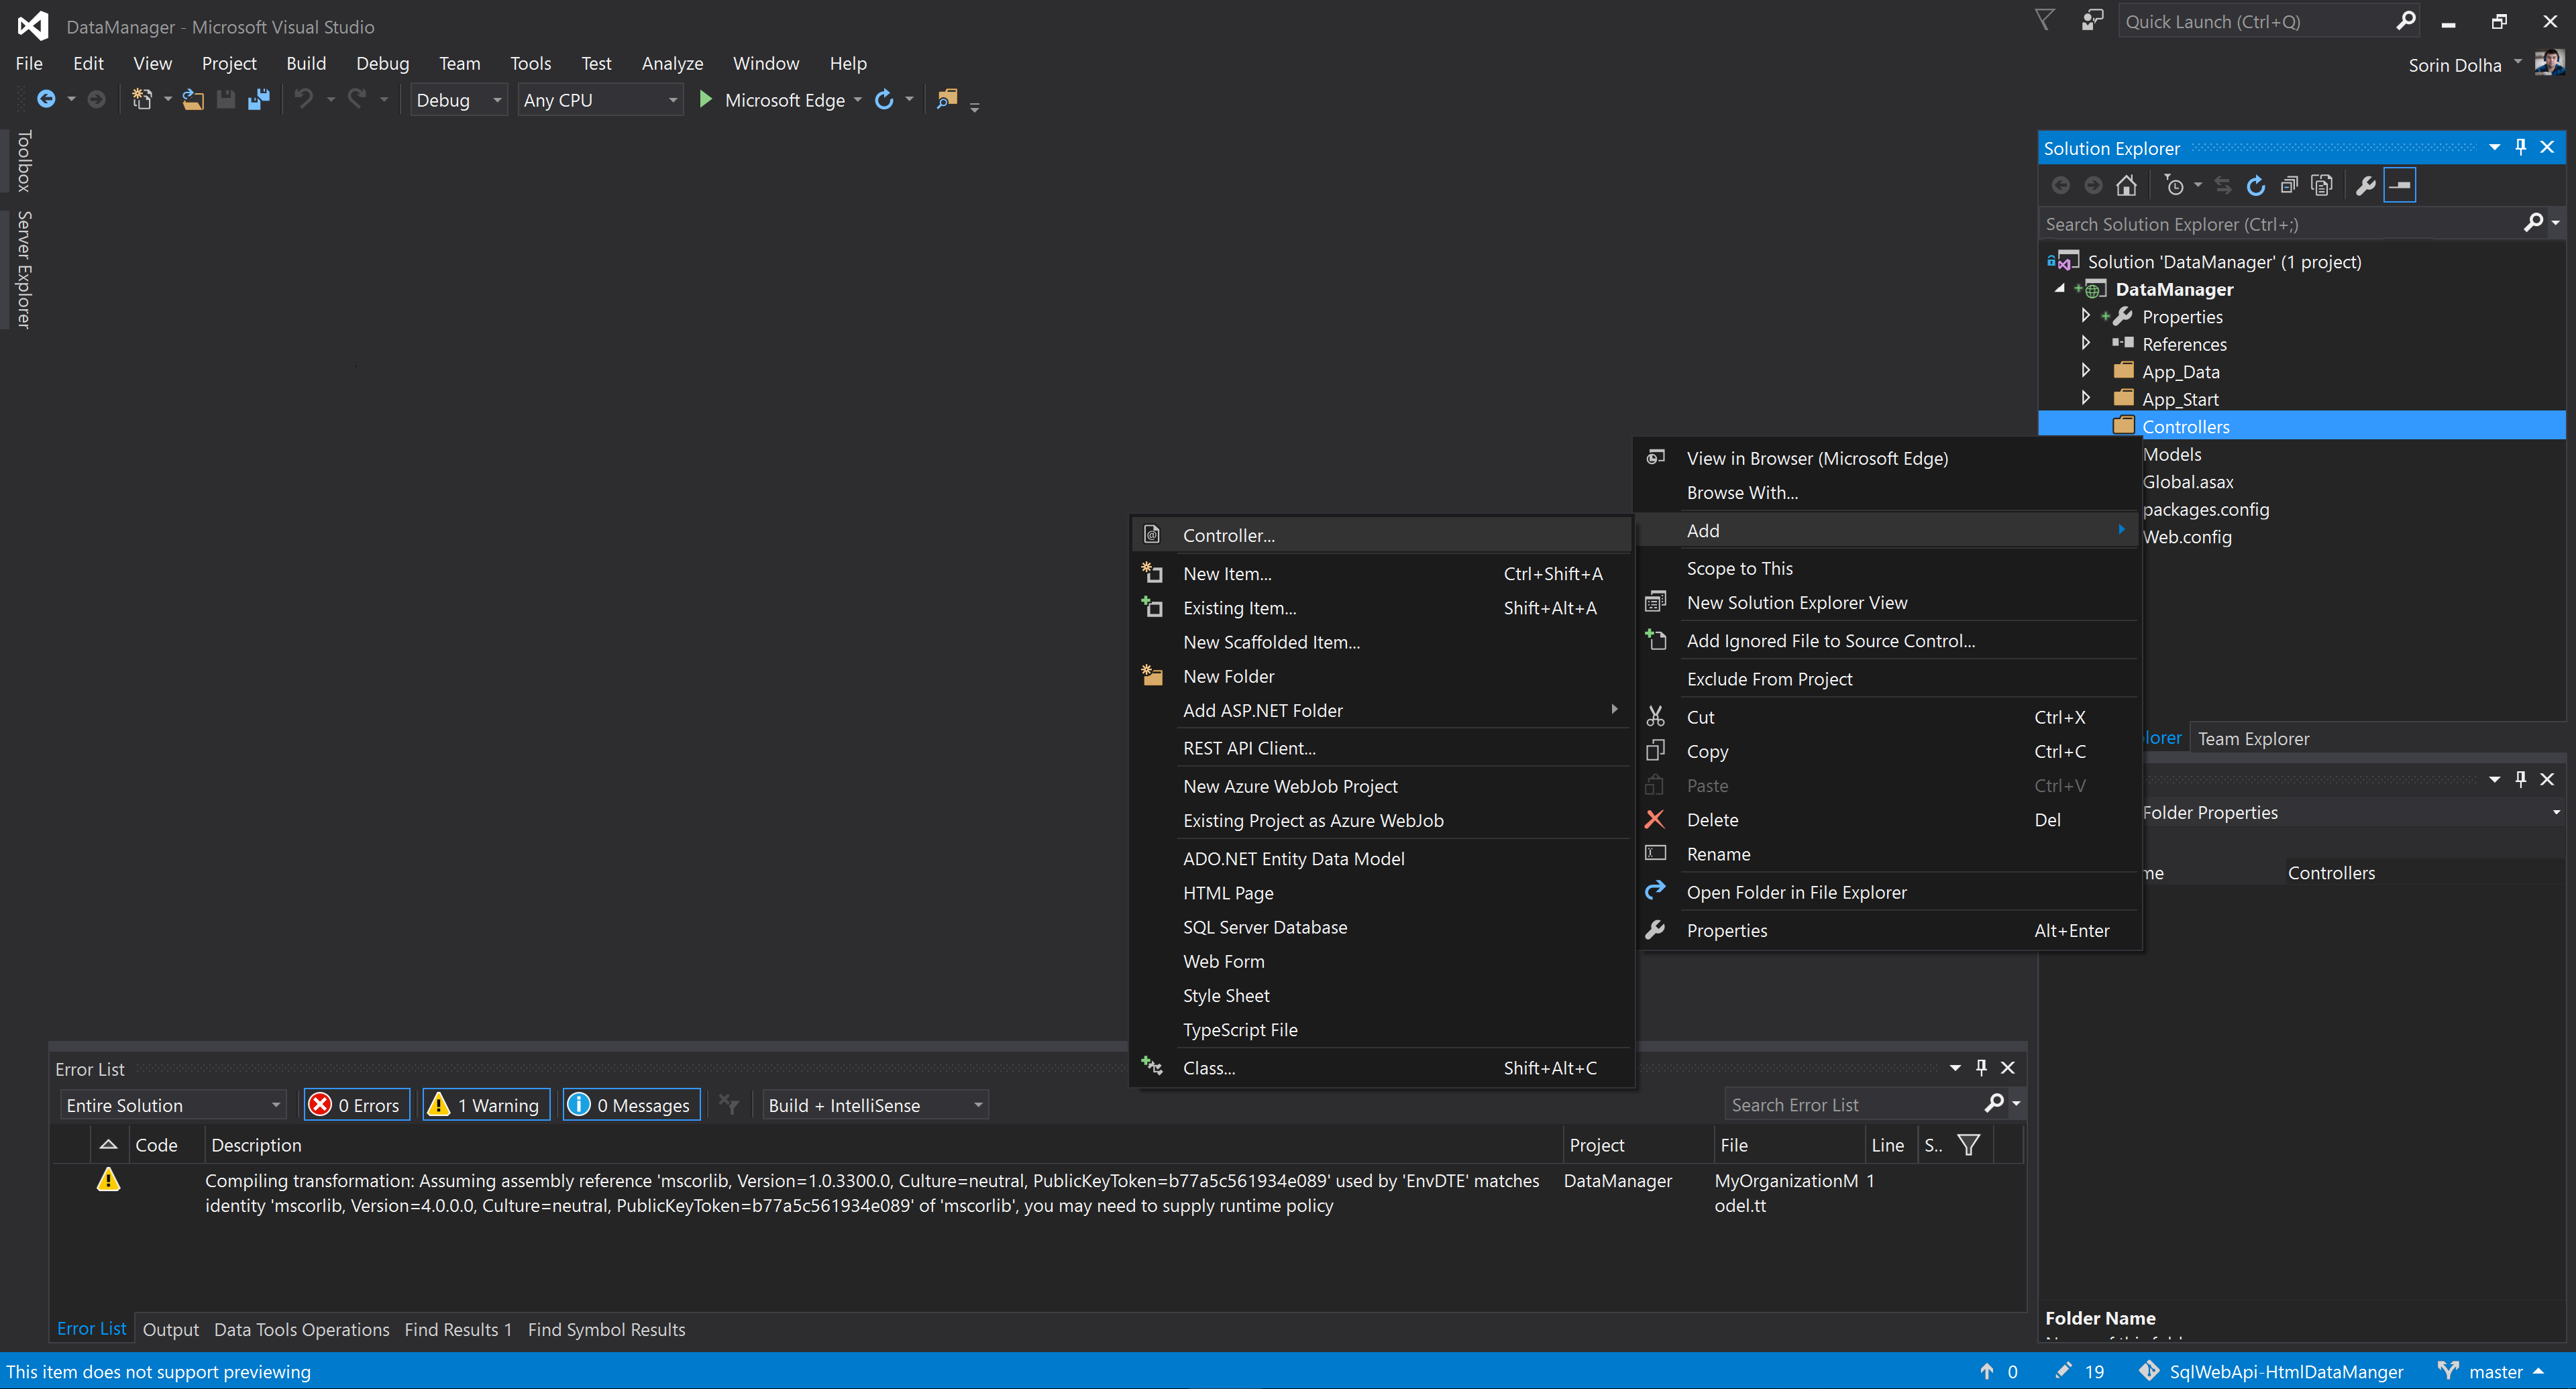 DataManager - Microsoft Visual Studio
Quick Launch (Ctrl+Q)
File Edit View Project Build Debug Team Tools Test Analyze Window Help
Sorin Dolha
Debug Any CPU Microsoft Edge
Toolbox
Server Explorer
Solution Explorer
Search Solution Explorer (Ctrl+;)
Solution 'DataManager' (1 project)
DataManager
Properties
References
App_Data
App_Start
Controllers
Models
Global.asax
packages.config
Web.config
View in Browser (Microsoft Edge)
Browse With...
Add
Scope to This
New Solution Explorer View
Add Ignored File to Source Control...
Exclude From Project
Cut Ctrl+X
Copy Ctrl+C
Paste Ctrl+V
Delete Del
Rename
Open Folder in File Explorer
Properties Alt+Enter
Controller...
New Item... Ctrl+Shift+A
Existing Item... Shift+Alt+A
New Scaffolded Item...
New Folder
Add ASP.NET Folder
REST API Client...
New Azure WebJob Project
Existing Project as Azure WebJob
ADO.NET Entity Data Model
HTML Page
SQL Server Database
Web Form
Style Sheet
TypeScript File
Class... Shift+Alt+C
lorer Team Explorer
Folder Properties
me Controllers
Folder Name
Error List
Entire Solution 0 Errors 1 Warning 0 Messages Build + IntelliSense Search Error List
Code Description Project File Line S..
Compiling transformation: Assuming assembly reference 'mscorlib, Version=1.0.3300.0, Culture=neutral, PublicKeyToken=b77a5c561934e089' used by 'EnvDTE' matches DataManager MyOrganizationM 1
identity 'mscorlib, Version=4.0.0.0, Culture=neutral, PublicKeyToken=b77a5c561934e089' of 'mscorlib', you may need to supply runtime policy odel.tt
Error List Output Data Tools Operations Find Results 1 Find Symbol Results
This item does not support previewing
0 19 SqlWebApi-HtmlDataManger master